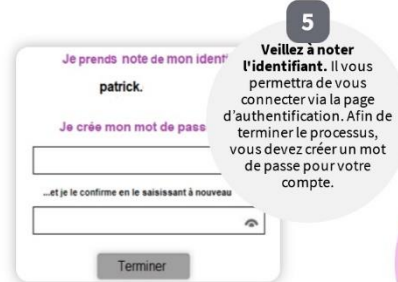 Je prends note de mon identi
patrick.
Je crée mon mot de pass
...et je le confirme en le saisissant à nouveau
Terminer
5
Veillez à noter
l'identifiant. Il vous
permettra de vous
connecter via la page
d'authentification. Afin de
terminer le processus,
vous devez créer un mot
de passe pour votre
compte.